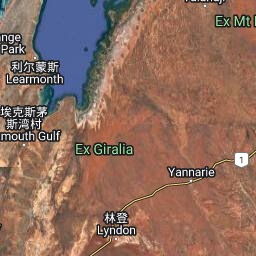 Ex Mt
ange
Park
利尔蒙斯
Learmonth
埃克斯茅
斯湾村
mouth Gulf
Ex Giralia
1
Yannarie
林登
Lyndon